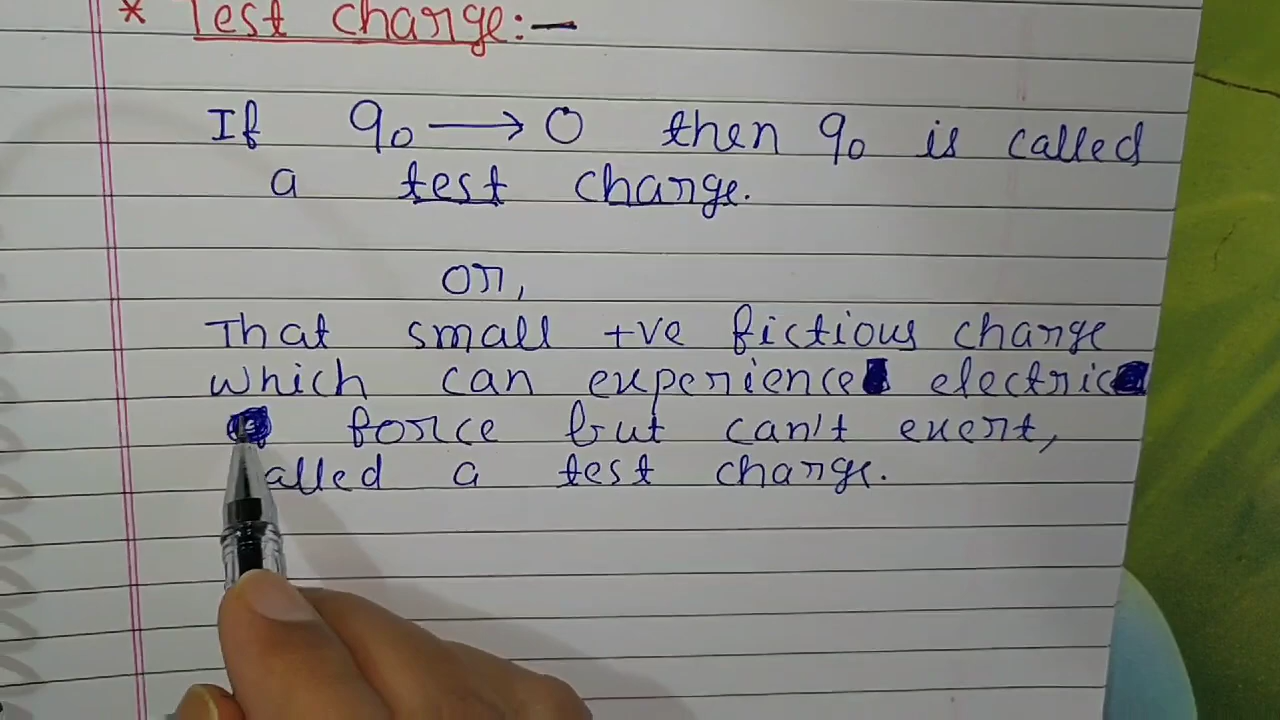 * Test charge:-
If q₀ → 0 then q₀ is called
a test charge.
or,
That small +ve fictious charge
which can experience electric
force but can't exert,
called a test charge.